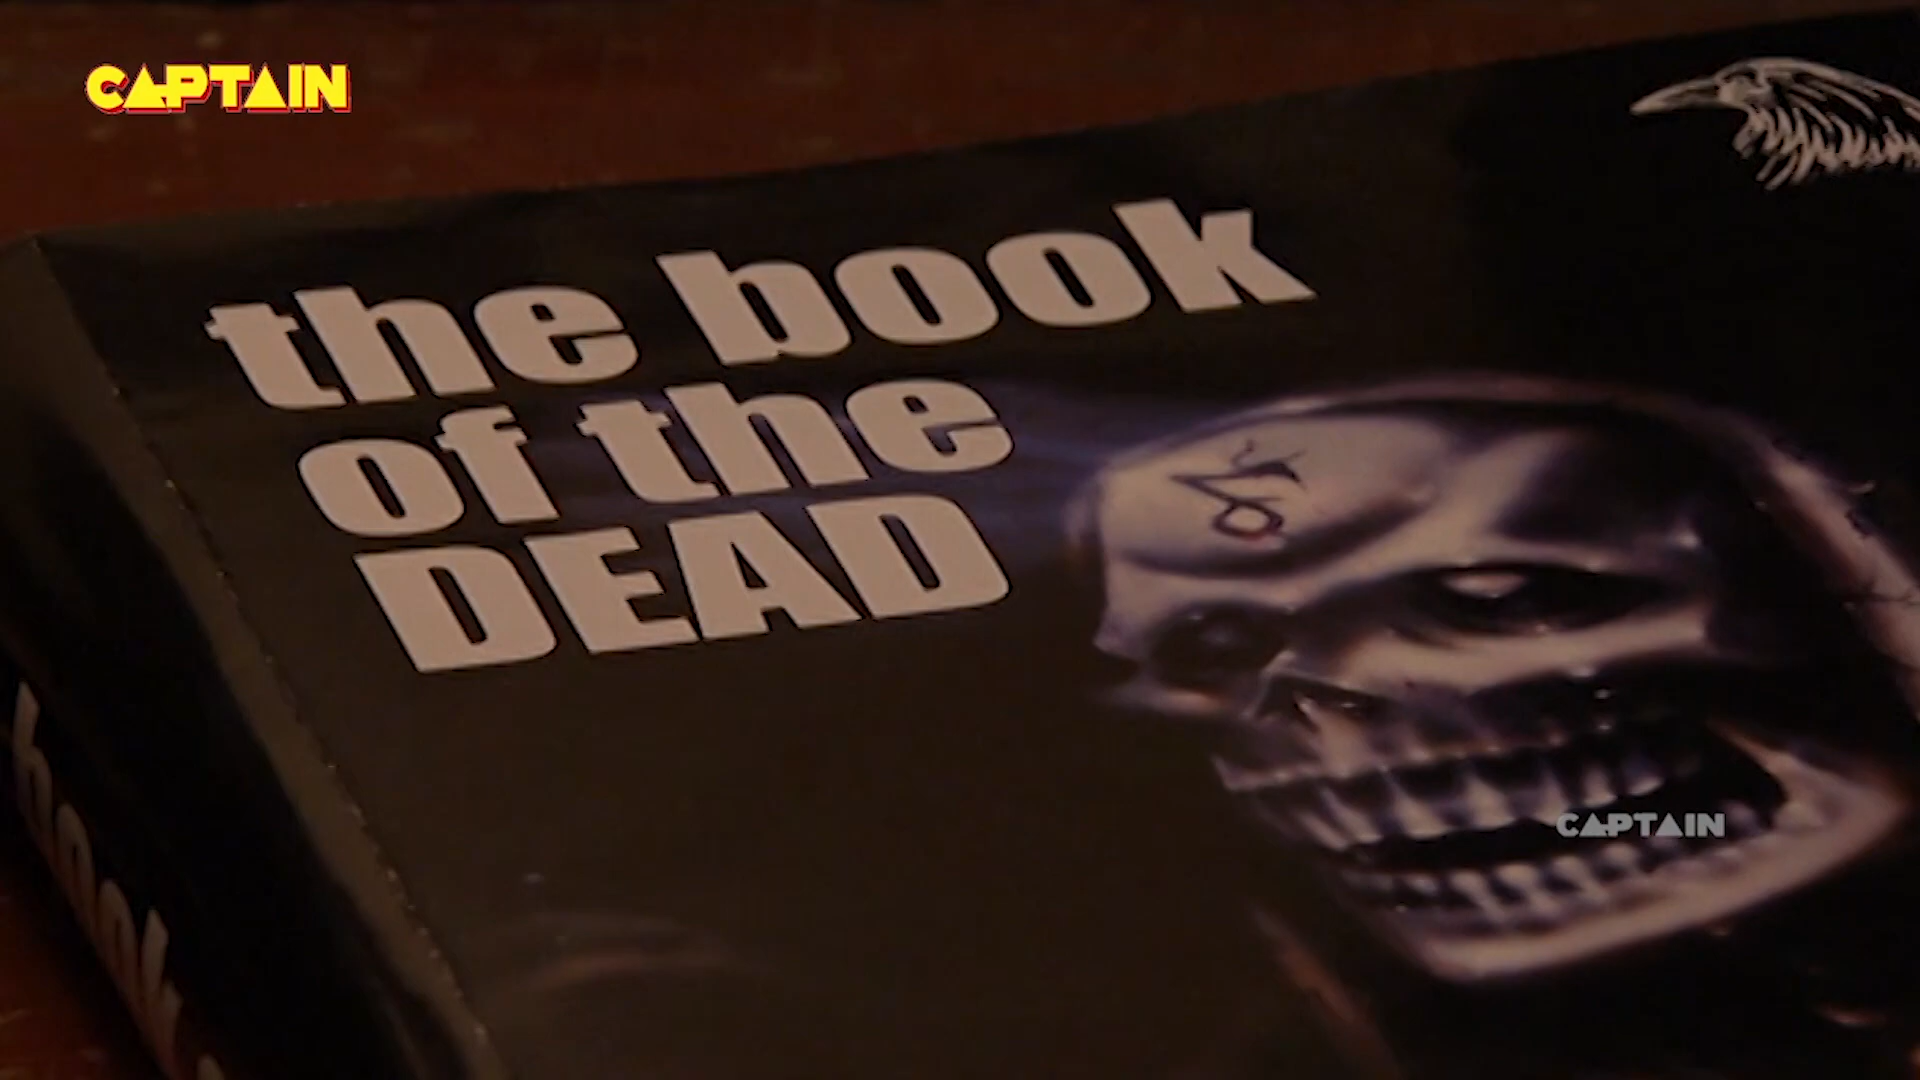 CAPTAIN
the book
of the
DEAD
CAPTAIN
book